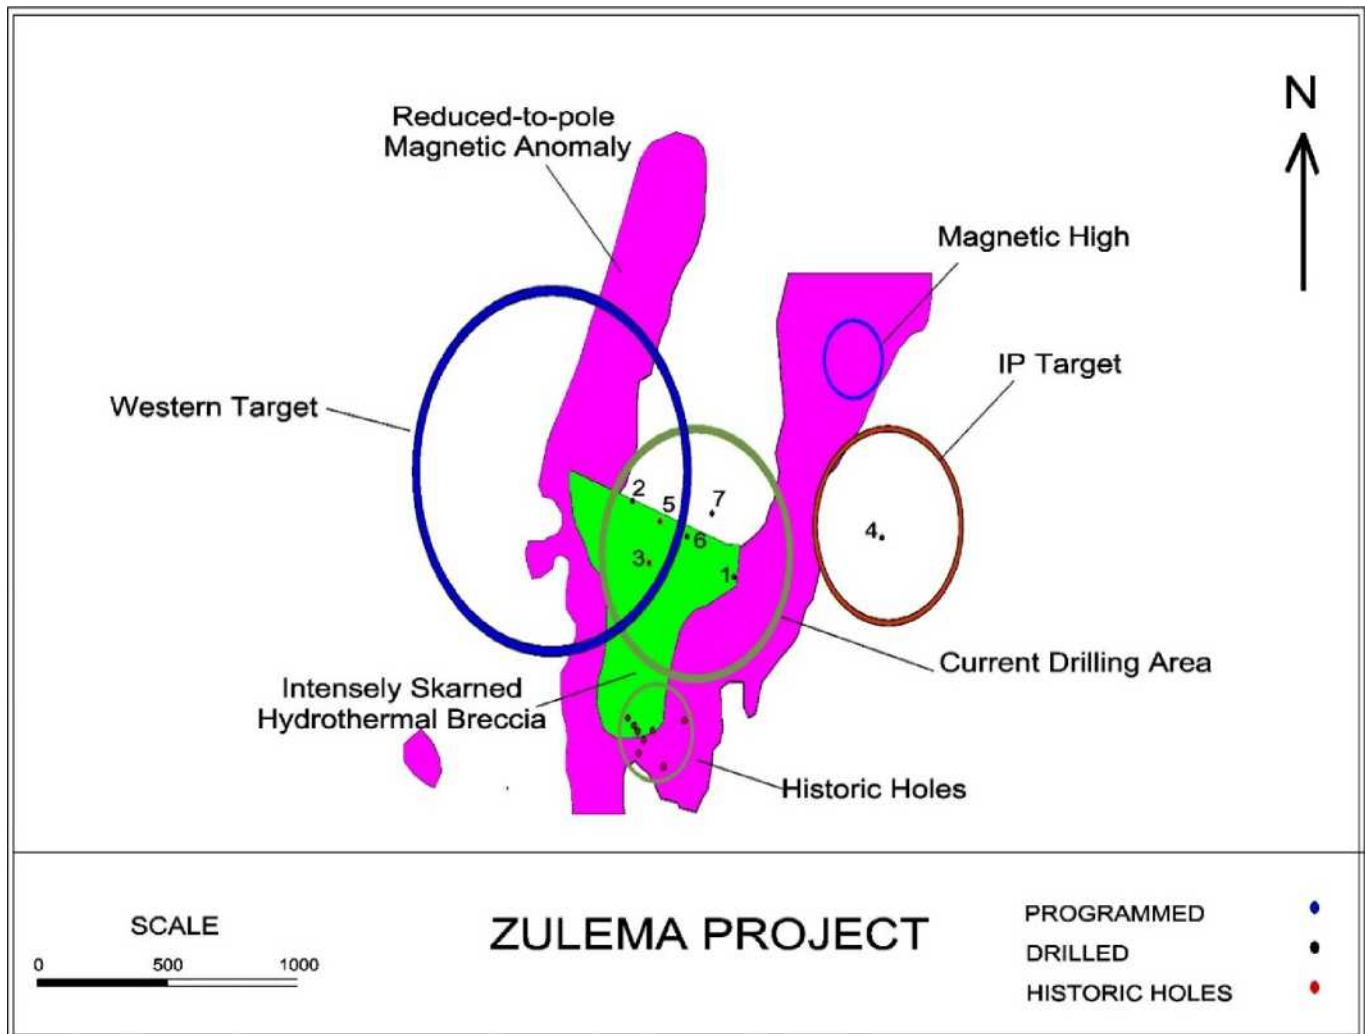 Reduced-to-pole
Magnetic Anomaly
N
Magnetic High
IP Target
Western Target
2
5
7
6
4
3
1
Current Drilling Area
Intensely Skarned
Hydrothermal Breccia
Historic Holes
SCALE
0 500 1000
ZULEMA PROJECT
PROGRAMMED
DRILLED
HISTORIC HOLES